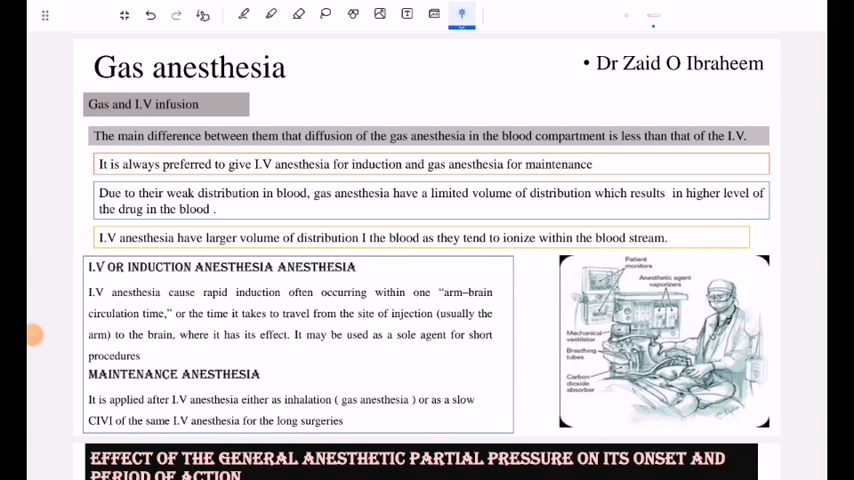 Gas anesthesia
• Dr Zaid O Ibraheem
Gas and I.V infusion
The main difference between them that diffusion of the gas anesthesia in the blood compartment is less than that of the I.V.
It is always preferred to give I.V anesthesia for induction and gas anesthesia for maintenance
Due to their weak distribution in blood, gas anesthesia have a limited volume of distribution which results in higher level of
the drug in the blood .
I.V anesthesia have larger volume of distribution I the blood as they tend to ionize within the blood stream.
I.V OR INDUCTION ANESTHESIA ANESTHESIA
I.V anesthesia cause rapid induction often occurring within one “arm–brain
circulation time,” or the time it takes to travel from the site of injection (usually the
arm) to the brain, where it has its effect. It may be used as a sole agent for short
procedures
MAINTENANCE ANESTHESIA
It is applied after I.V anesthesia either as inhalation ( gas anesthesia ) or as a slow
CIVI of the same I.V anesthesia for the long surgeries
Patient
monitors
Anesthetic agent
vaporizers
Mechanical
ventilator
Breathing
tubes
Carbon
dioxide
absorber
EFFECT OF THE GENERAL ANESTHETIC PARTIAL PRESSURE ON ITS ONSET AND
PERIOD OF ACTION